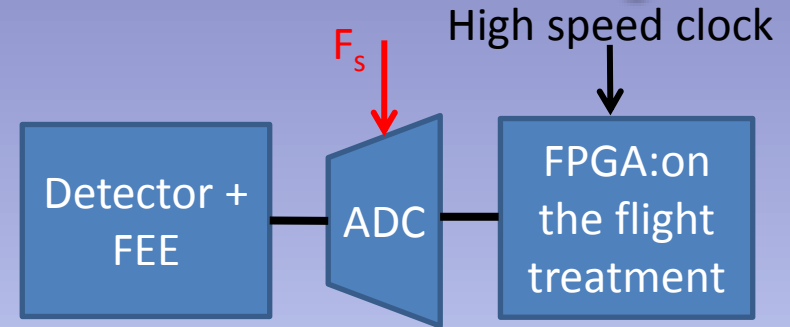 High speed clock
Fs
Detector +
FEE
ADC
FPGA:on
the flight
treatment